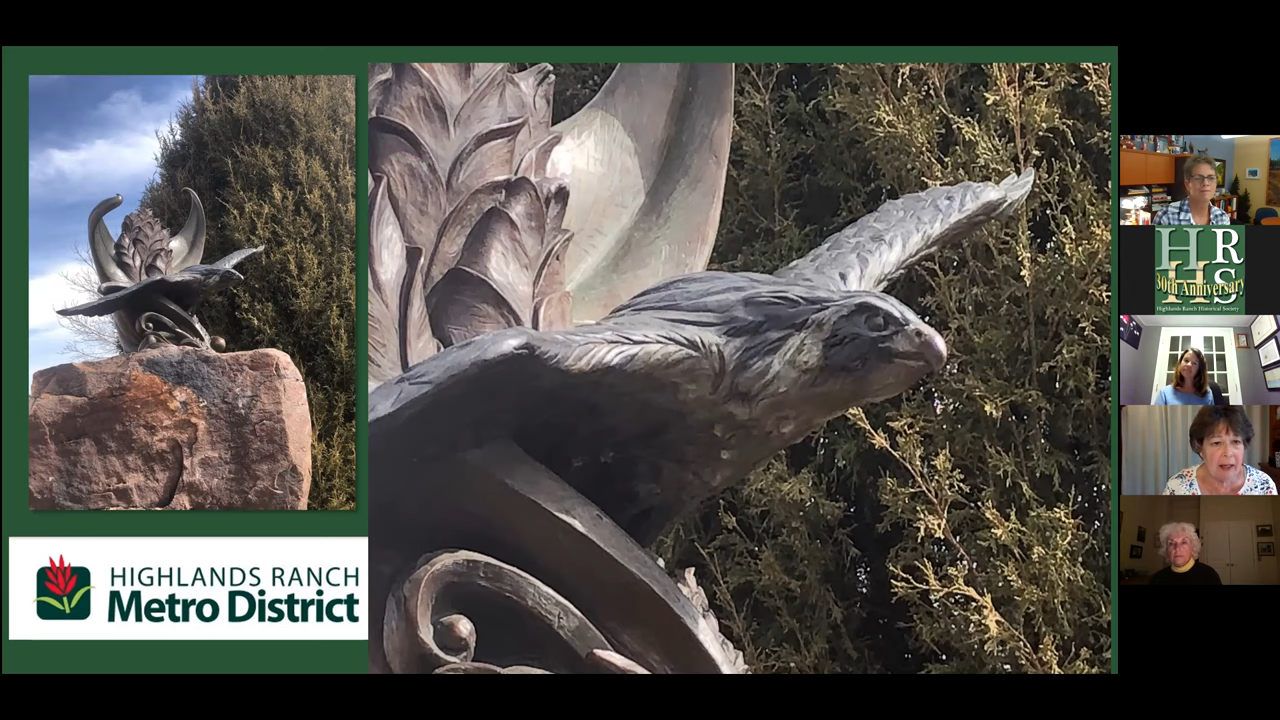 HIGHLANDS RANCH
Metro District
H R
30th Anniversary
H S
Highlands Ranch Historical Society